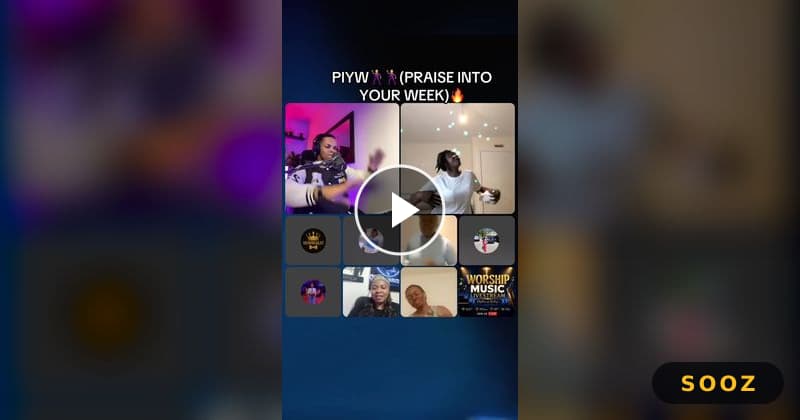 PIYW🕺🕺(PRAISE INTO
YOUR WEEK)🔥
WORSHIP
MUSIC
LIVESTREAM
SOOZ